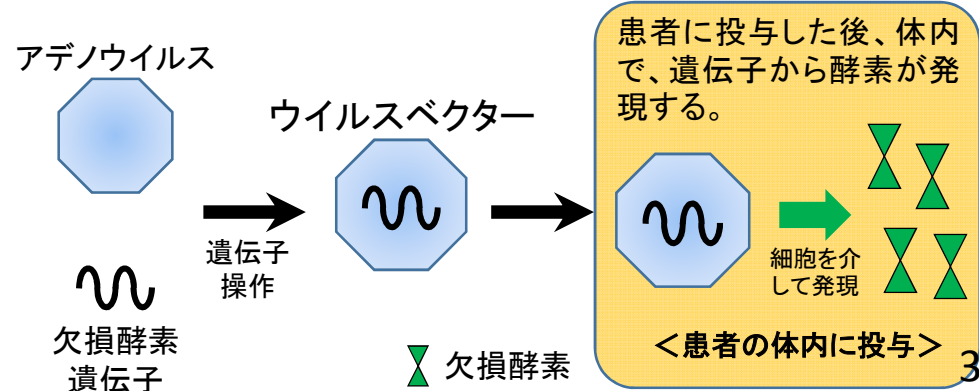 アデノウイルス
欠損酵素
遺伝子
遺伝子
操作
ウイルスベクター
欠損酵素
患者に投与した後、体内
で、遺伝子から酵素が発
現する。
細胞を介
して発現
＜患者の体内に投与＞
3